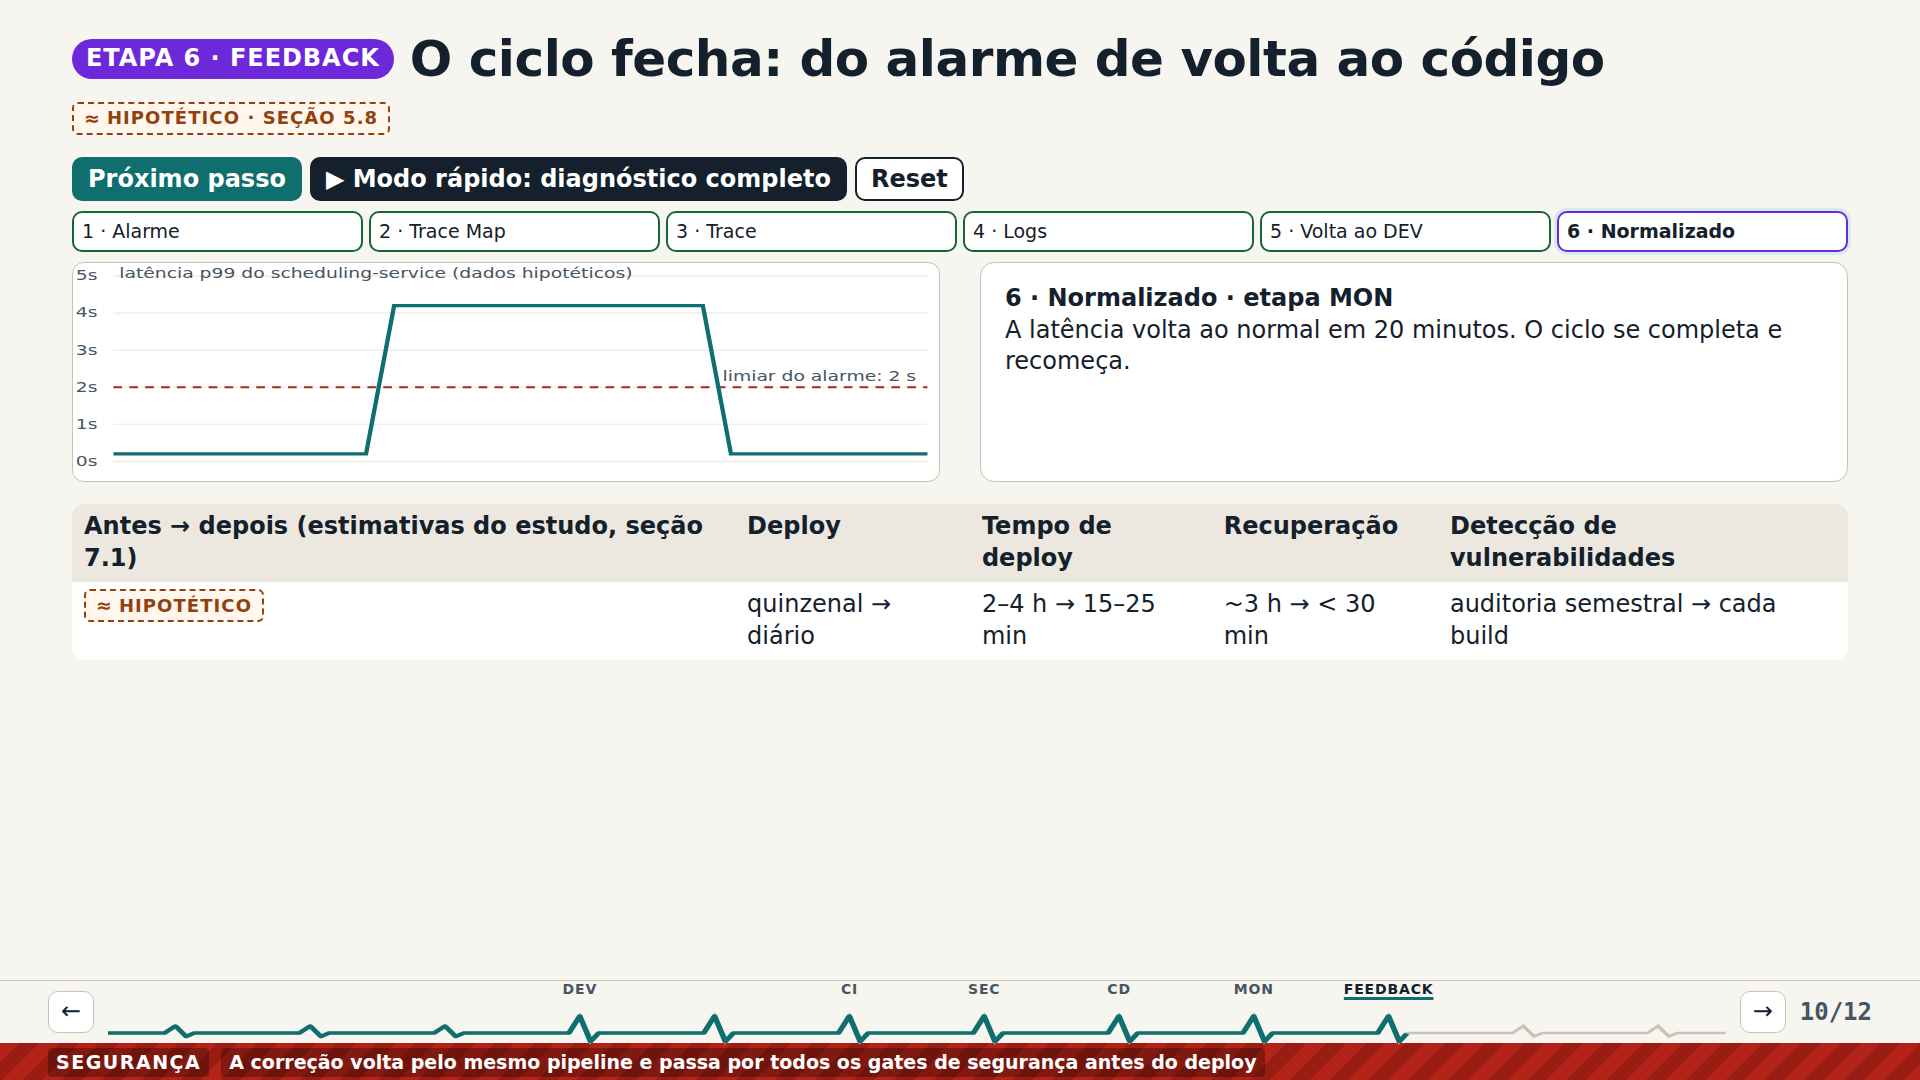 ETAPA 6 · FEEDBACK O ciclo fecha: do alarme de volta ao código
≈ HIPOTÉTICO · SEÇÃO 5.8
Próximo passo ▶ Modo rápido: diagnóstico completo Reset
1 · Alarme 2 · Trace Map 3 · Trace 4 · Logs 5 · Volta ao DEV 6 · Normalizado
latência p99 do scheduling-service (dados hipotéticos)
5s
4s
3s
2s
1s
0s
limiar do alarme: 2 s
6 · Normalizado · etapa MON
A latência volta ao normal em 20 minutos. O ciclo se completa e
recomeça.
Antes → depois (estimativas do estudo, seção
7.1)
Deploy
Tempo de
deploy
Recuperação
Detecção de
vulnerabilidades
≈ HIPOTÉTICO
quinzenal →
diário
2–4 h → 15–25
min
~3 h → < 30
min
auditoria semestral → cada
build
← DEV CI SEC CD MON FEEDBACK → 10/12
SEGURANÇA A correção volta pelo mesmo pipeline e passa por todos os gates de segurança antes do deploy